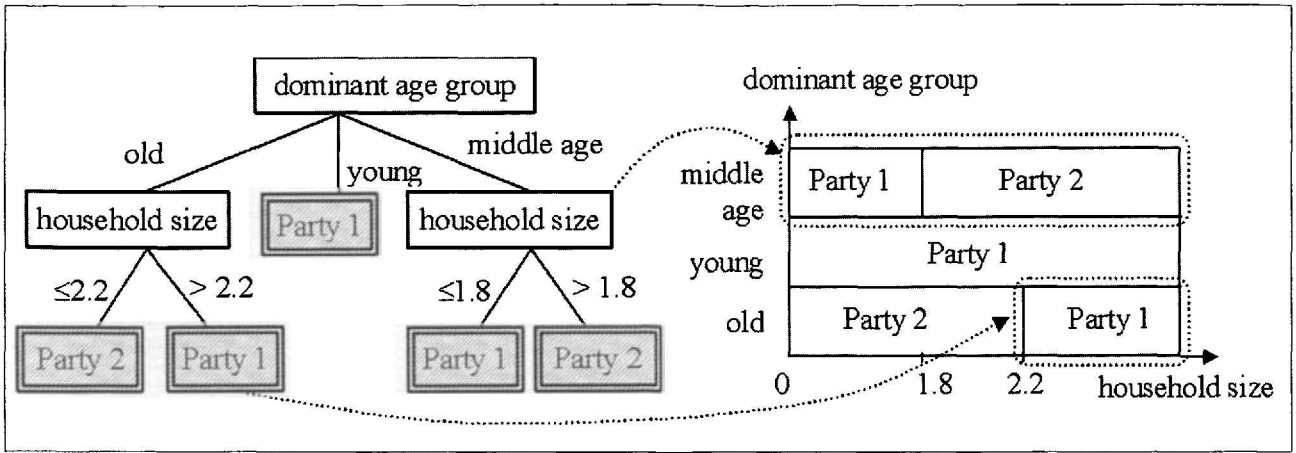 dominant age group
old
young
middle age
household size
Party 1
household size
≤2.2
> 2.2
≤1.8
> 1.8
Party 2
Party 1
Party 1
Party 2
dominant age group
middle
age
Party 1
Party 2
young
Party 1
old
Party 2
Party 1
0
1.8
2.2
household size